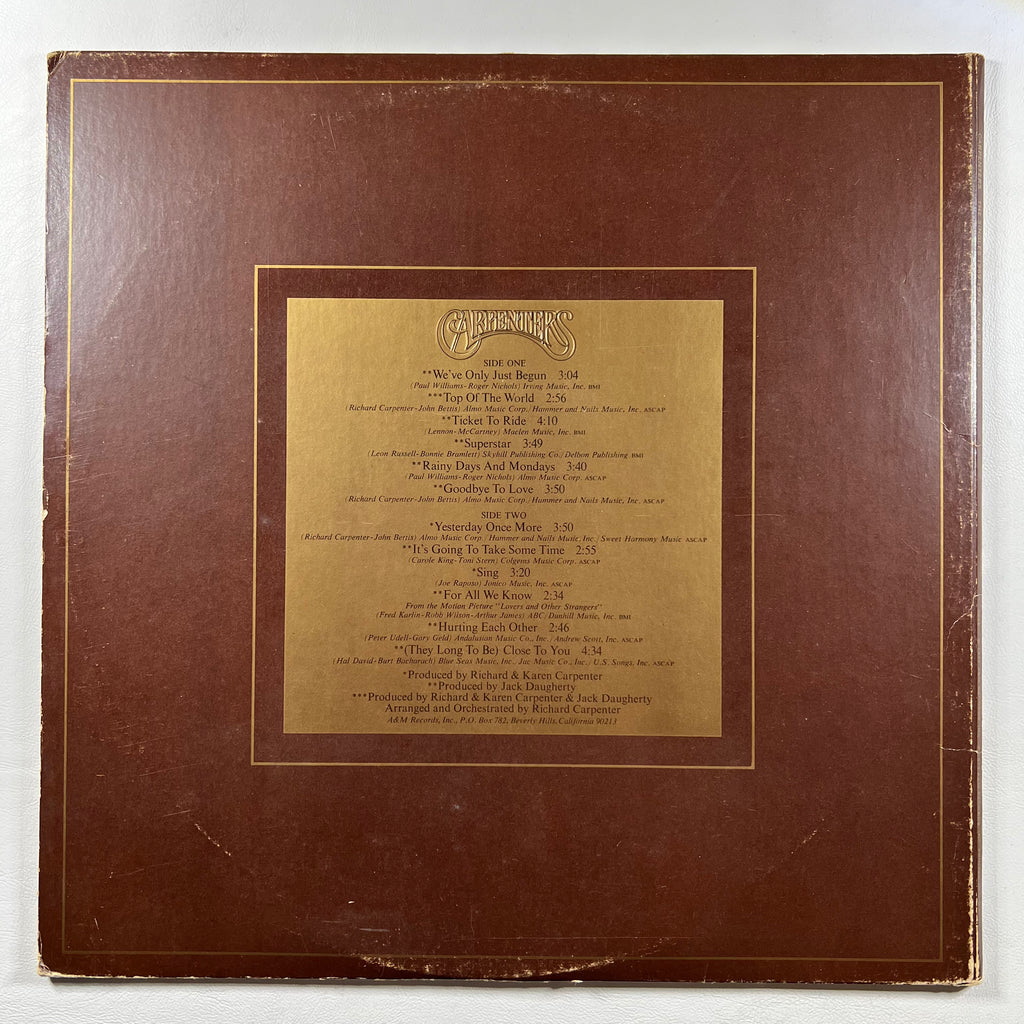 CARPENTERS
SIDE ONE
**We've Only Just Begun 3:04
(Paul Williams-Roger Nichols) Irving Music, Inc. BMI
***Top Of The World 2:56
(Richard Carpenter-John Bettis) Almo Music Corp./Hammer and Nails Music, Inc. ASCAP
**Ticket To Ride 4:10
(Lennon-McCartney) Maclen Music, Inc. BMI
**Superstar 3:49
(Leon Russell-Bonnie Bramlett) Skyhill Publishing Co./Delbon Publishing BMI
**Rainy Days And Mondays 3:40
(Paul Williams-Roger Nichols) Almo Music Corp. ASCAP
**Goodbye To Love 3:50
(Richard Carpenter-John Bettis) Almo Music Corp./Hammer and Nails Music, Inc. ASCAP
SIDE TWO
*Yesterday Once More 3:50
(Richard Carpenter-John Bettis) Almo Music Corp./Hammer and Nails Music, Inc./Sweet Harmony Music ASCAP
**It's Going To Take Some Time 2:55
(Carole King-Toni Stern) Colgems Music Corp. ASCAP
*Sing 3:20
(Joe Raposo) Jonico Music, Inc. ASCAP
**For All We Know 2:34
From the Motion Picture "Lovers and Other Strangers"
(Fred Karlin-Robb Wilson-Arthur James) ABC/Dunhill Music, Inc. BMI
**Hurting Each Other 2:46
(Peter Udell-Gary Geld) Andalusian Music Co., Inc./Andrew Scott, Inc. ASCAP
**(They Long To Be) Close To You 4:34
(Hal David-Burt Bacharach) Blue Seas Music, Inc., Jac Music Co., Inc./U.S. Songs, Inc. ASCAP
*Produced by Richard & Karen Carpenter
**Produced by Jack Daugherty
***Produced by Richard & Karen Carpenter & Jack Daugherty
Arranged and Orchestrated by Richard Carpenter
A&M Records, Inc., P.O. Box 782, Beverly Hills, California 90213